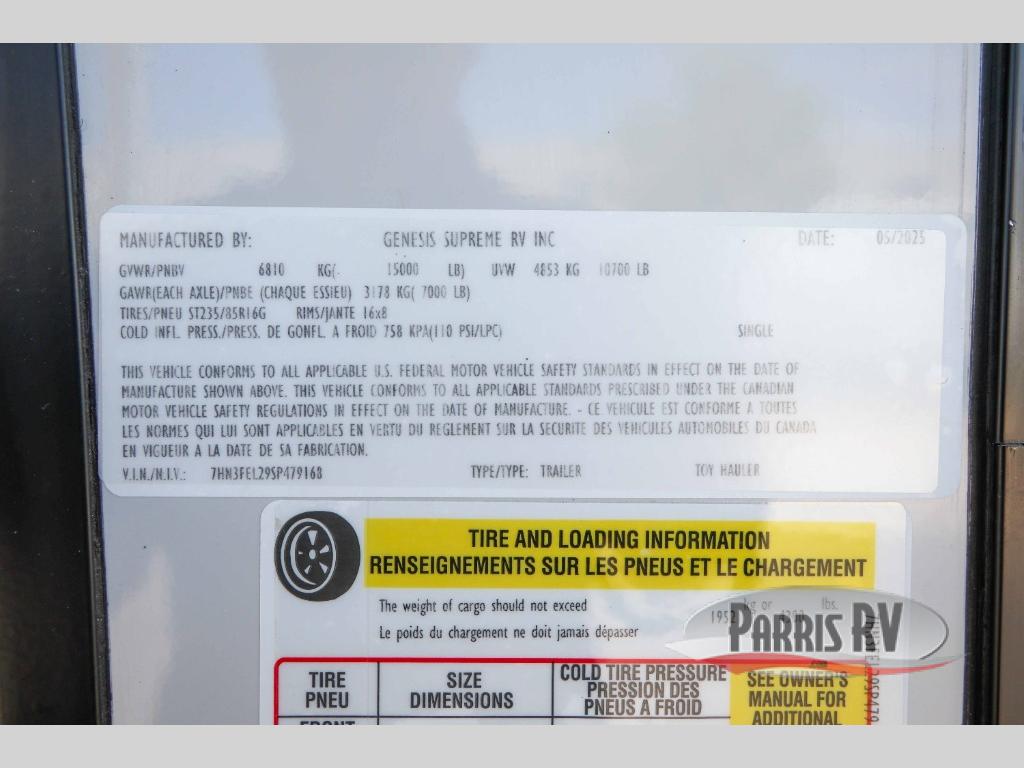 MANUFACTURED BY: GENESIS SUPREME RV INC DATE: 05/2025
GVWR/PNBV 6810 KG( 15000 LB) UVW 4853 KG 10700 LB
GAWR(EACH AXLE)/PNBE (CHAQUE ESSIEU) 3178 KG( 7000 LB)
TIRES/PNEU ST235/85R16G RIMS/JANTE 16x8
COLD INFL. PRESS./PRESS. DE GONFL. A FROID 758 KPA(110 PSI/LPC) SINGLE
THIS VEHICLE CONFORMS TO ALL APPLICABLE U.S. FEDERAL MOTOR VEHICLE SAFETY STANDARDS IN EFFECT ON THE DATE OF
MANUFACTURE SHOWN ABOVE. THIS VEHICLE CONFORMS TO ALL APPLICABLE STANDARDS PRESCRIBED UNDER THE CANADIAN
MOTOR VEHICLE SAFETY REGULATIONS IN EFFECT ON THE DATE OF MANUFACTURE. - CE VEHICULE EST CONFORME A TOUTES
LES NORMES QUI LUI SONT APPLICABLES EN VERTU DU REGLEMENT SUR LA SECURITE DES VEHICULES AUTOMOBILES DU CANADA
EN VIGUEUR A LA DATE DE SA FABRICATION.
V.I.N./N.I.V.: 7HN3FEL29SP479168 TYPE/TYPE: TRAILER TOY HAULER
TIRE AND LOADING INFORMATION
RENSEIGNEMENTS SUR LES PNEUS ET LE CHARGEMENT
The weight of cargo should not exceed
Le poids du chargement ne doit jamais dépasser
1952 kg or lbs.
PARRIS RV
TIRE
PNEU
SIZE
DIMENSIONS
COLD TIRE PRESSURE
PRESSION DES
PNEUS A FROID
SEE OWNER'S
MANUAL FOR
ADDITIONAL
FRONT